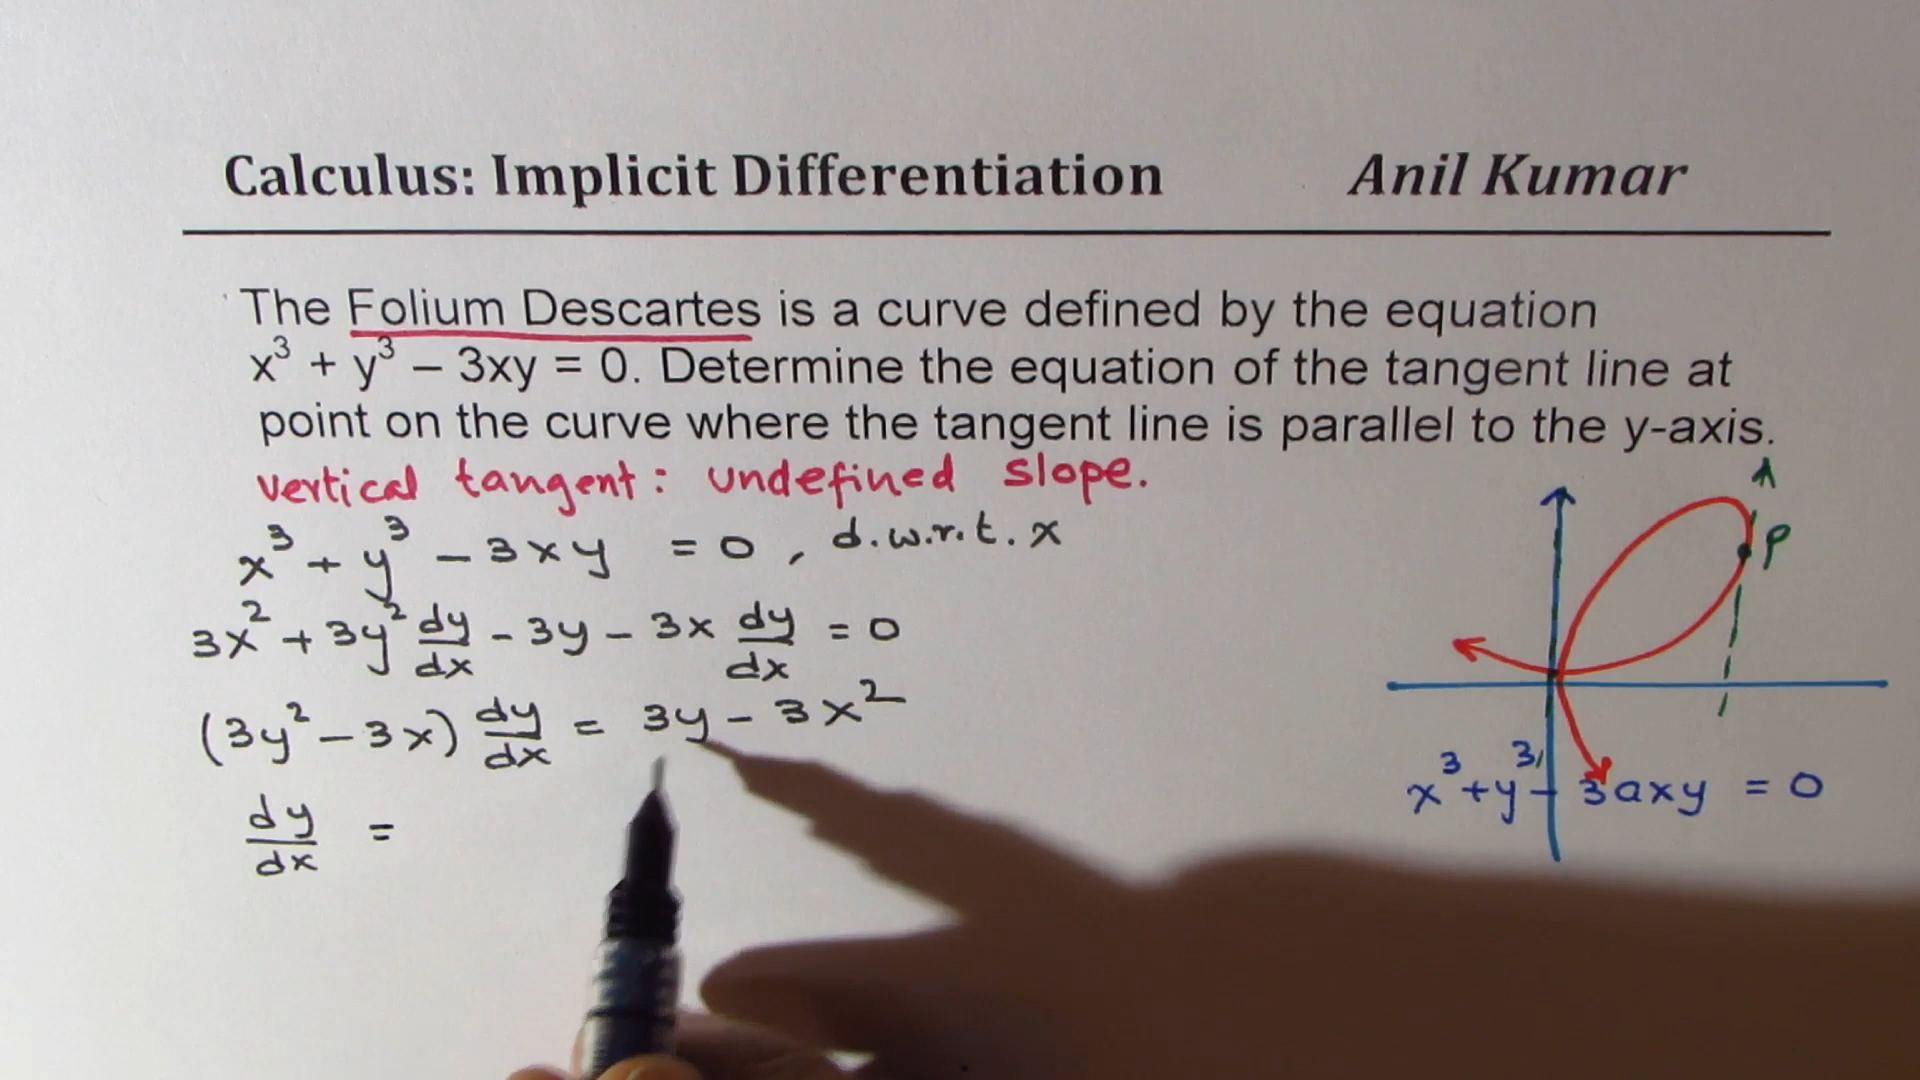 Calculus: Implicit Differentiation Anil Kumar
The Folium Descartes is a curve defined by the equation
x³ + y³ – 3xy = 0. Determine the equation of the tangent line at
point on the curve where the tangent line is parallel to the y-axis.
vertical tangent: undefined slope.
x³ + y³ - 3xy = 0, d.w.r.t. x
3x² + 3y² dy/dx - 3y - 3x dy/dx = 0
(3y² - 3x) dy/dx = 3y - 3x²
dy/dx =
P
x³ + y³ - 3axy = 0